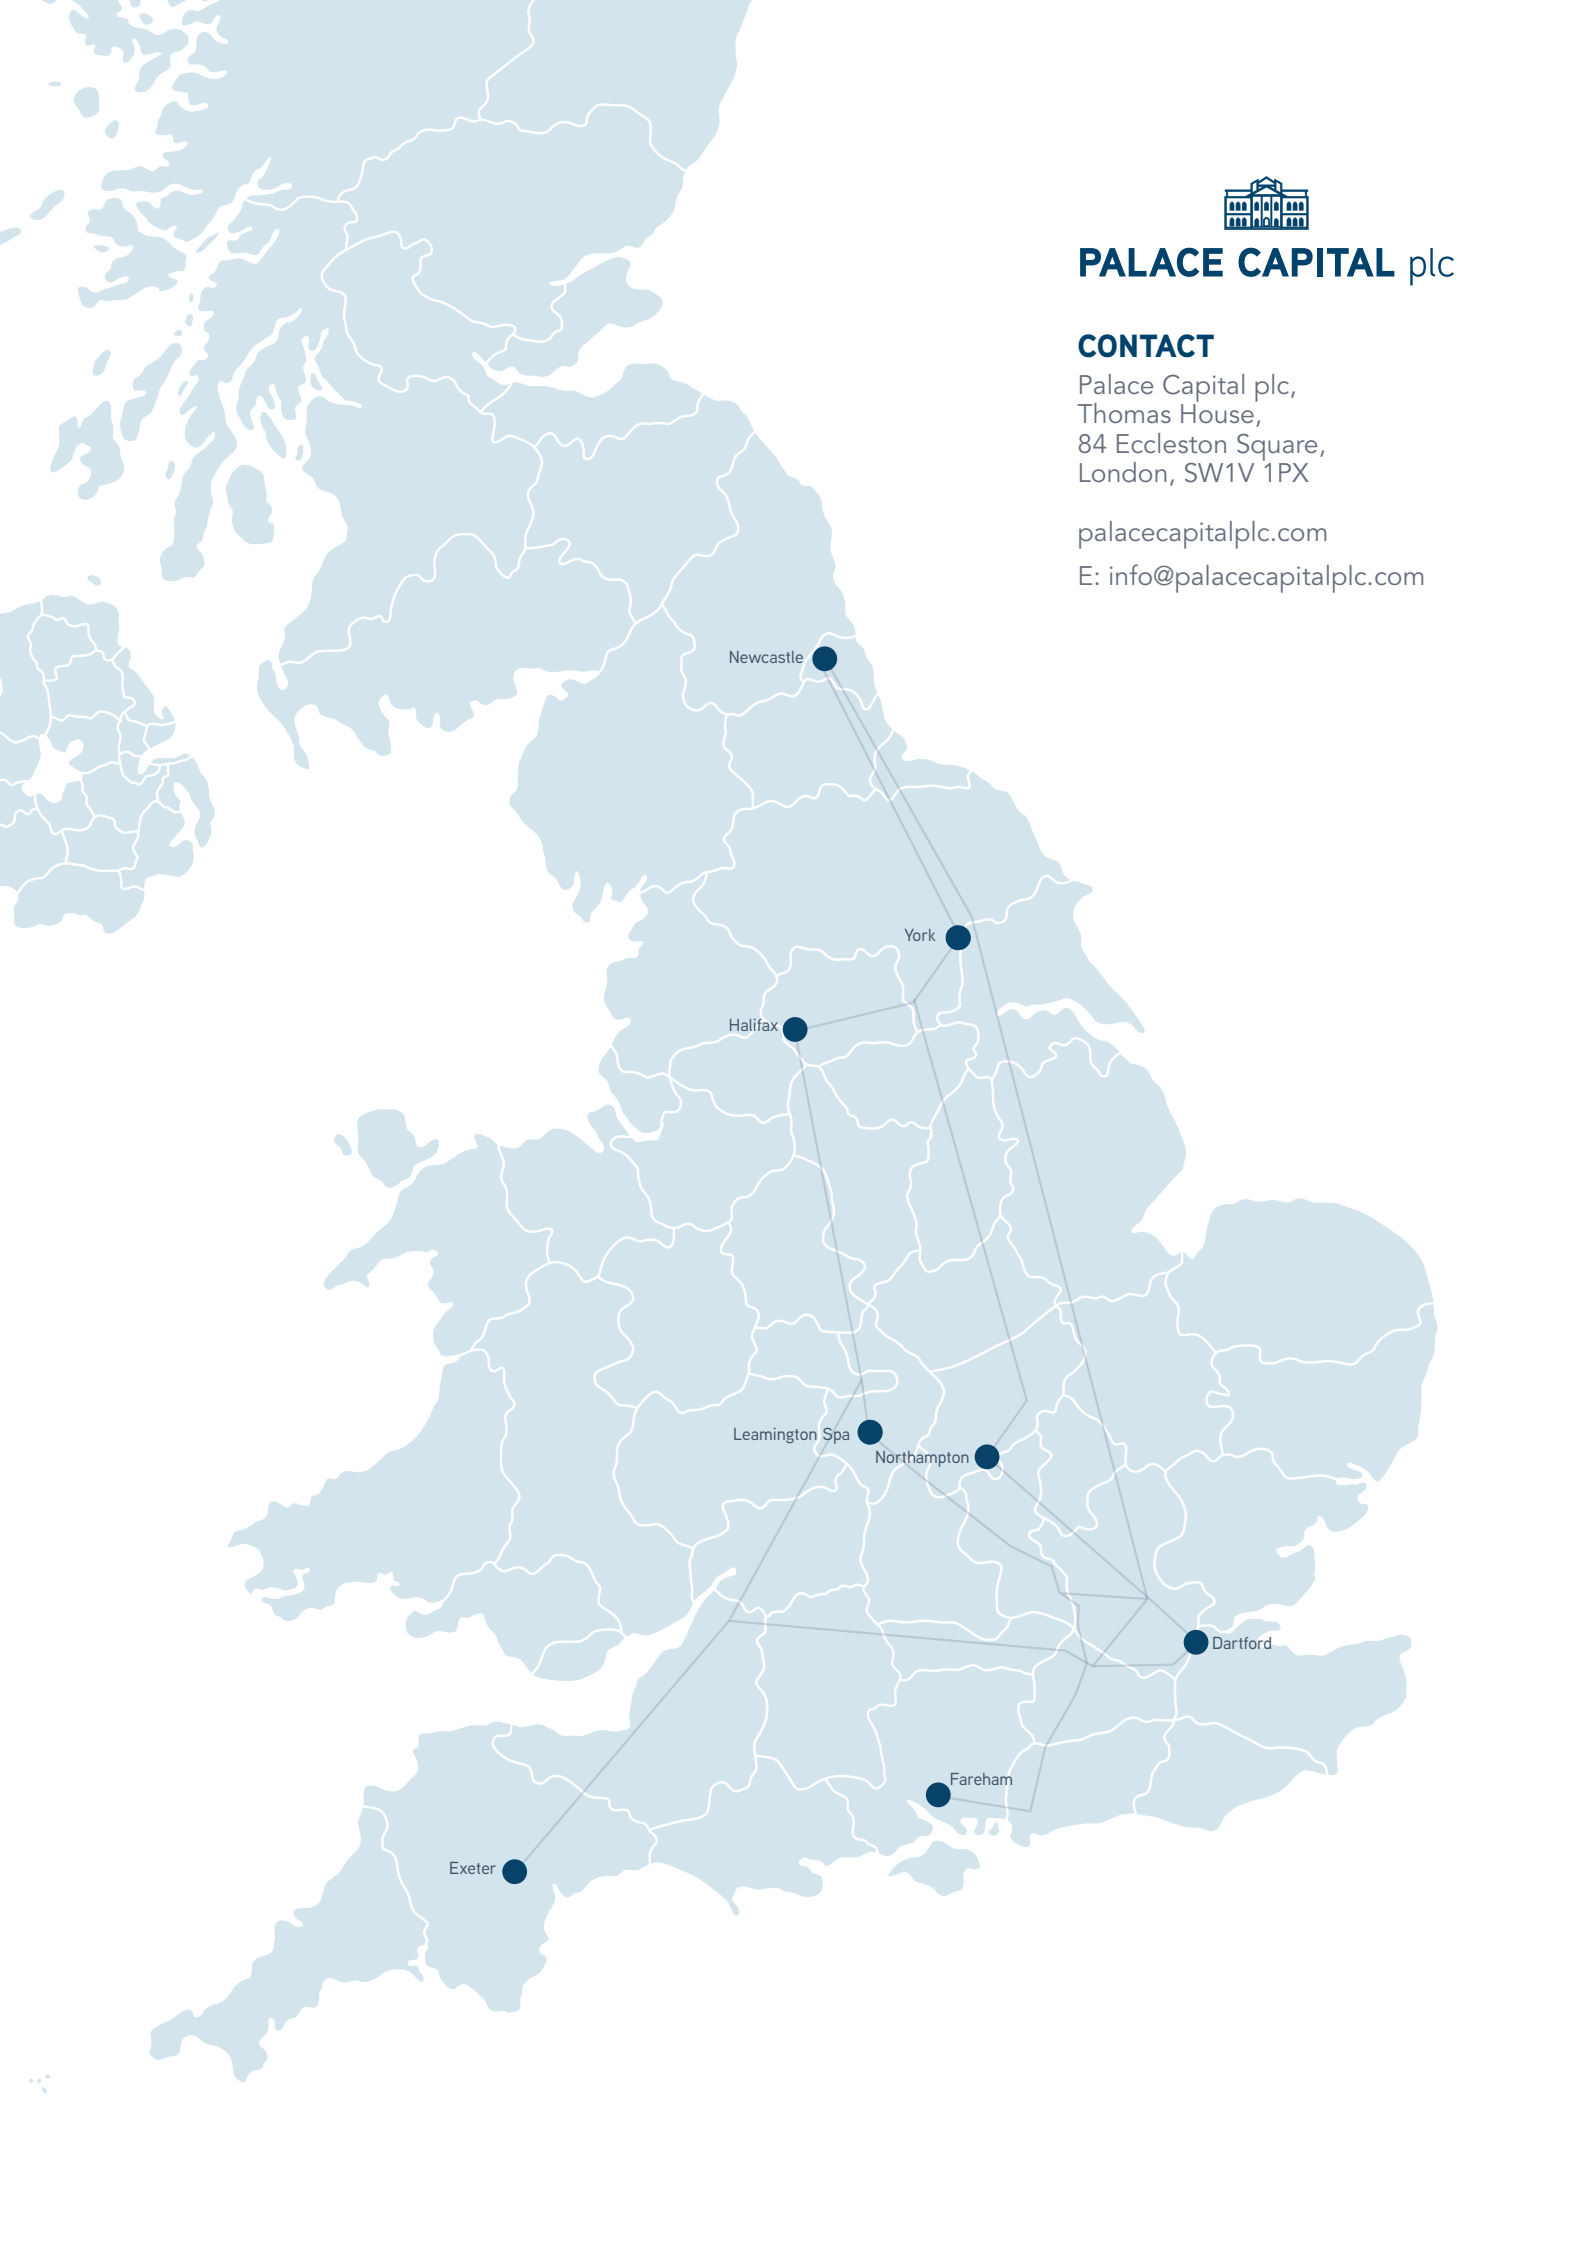 PALACE CAPITAL plc
CONTACT
Palace Capital plc,
Thomas House,
84 Eccleston Square,
London, SW1V 1PX
palacecapitalplc.com
E: info@palacecapitalplc.com
Newcastle
York
Halifax
Leamington Spa
Northampton
Dartford
Fareham
Exeter